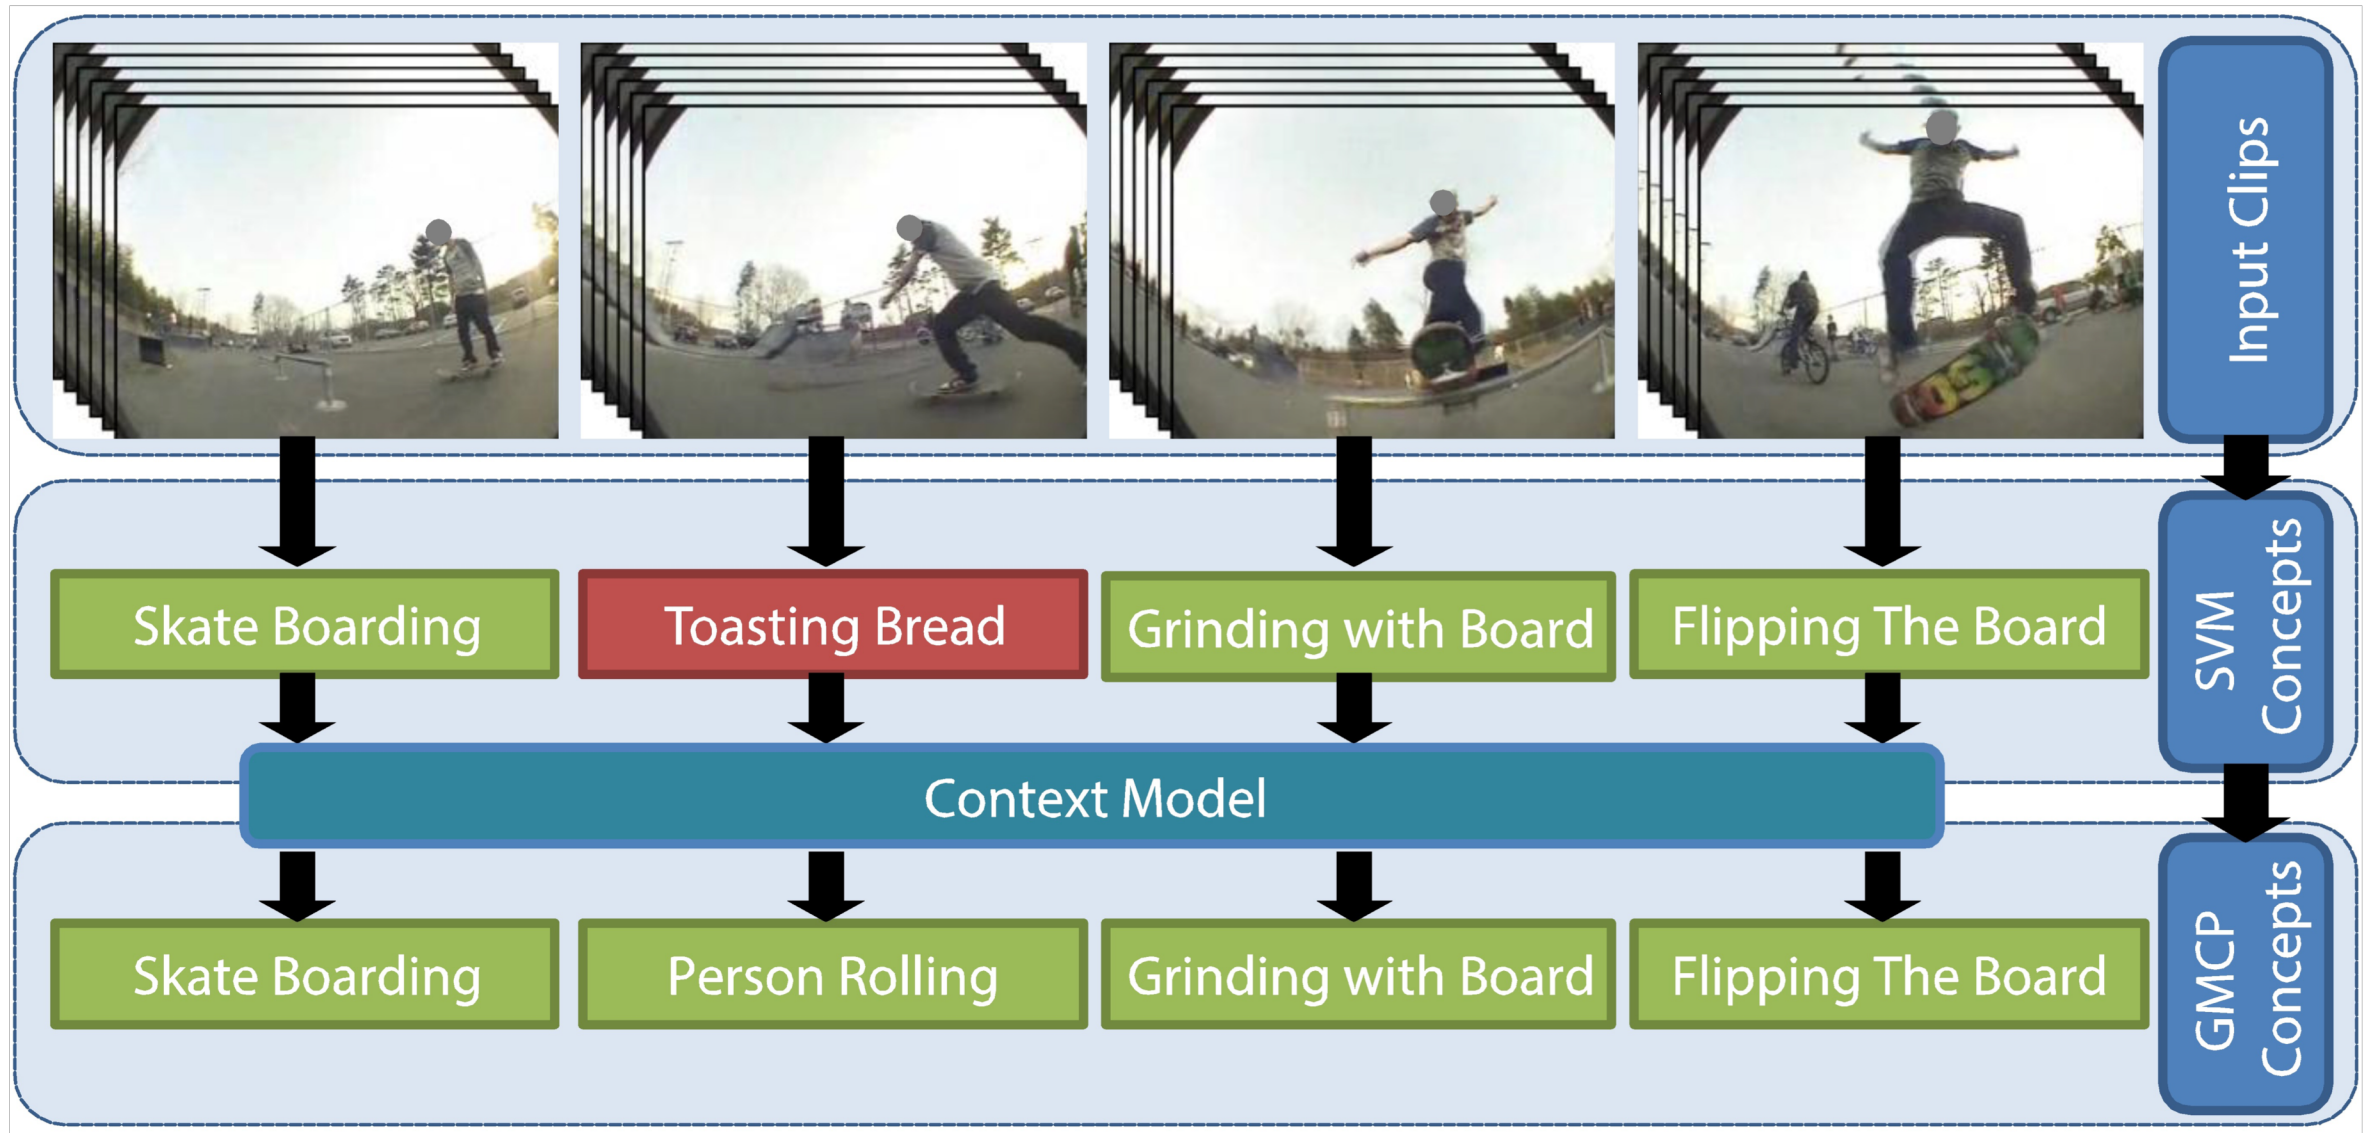 Input Clips
Skate Boarding
Toasting Bread
Grinding with Board
Flipping The Board
SVM
Concepts
Context Model
Skate Boarding
Person Rolling
Grinding with Board
Flipping The Board
GMCP
Concepts